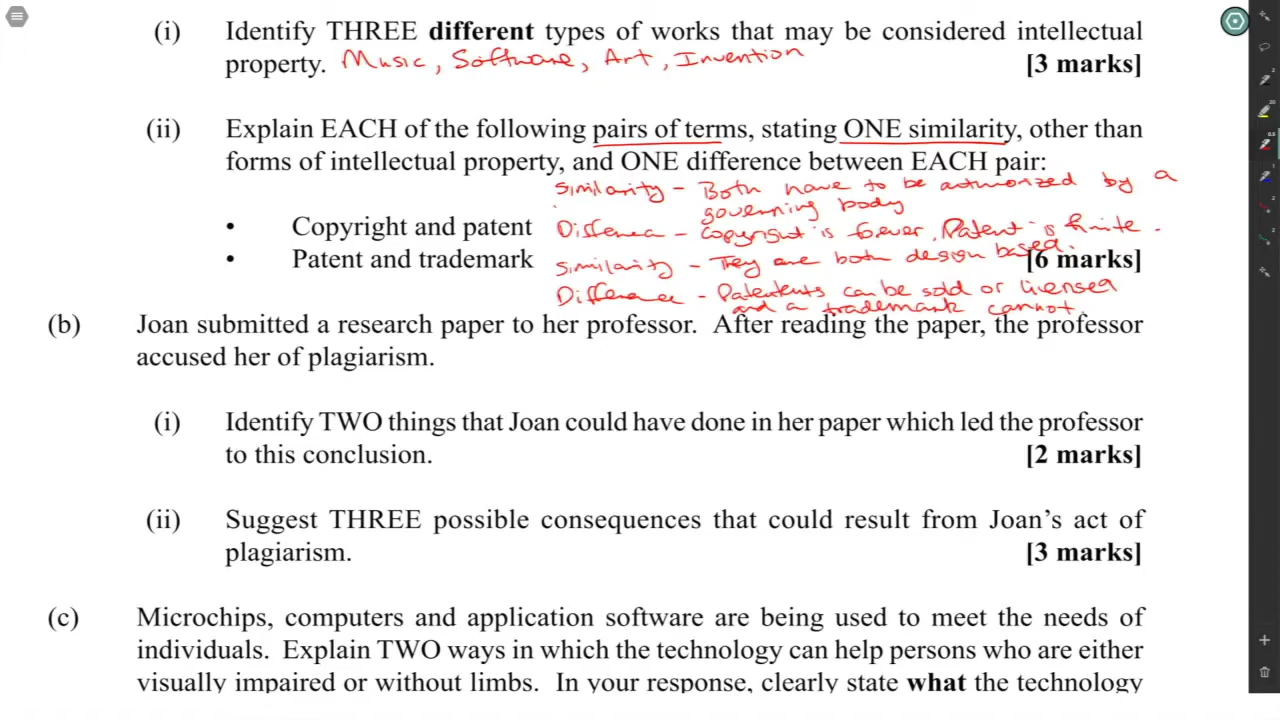 (i) Identify THREE different types of works that may be considered intellectual
property. Music, Software, Art, Invention [3 marks]
(ii) Explain EACH of the following pairs of terms, stating ONE similarity, other than
forms of intellectual property, and ONE difference between EACH pair:
Similarity - Both have to be authorized by a
governing body
• Copyright and patent Difference - Copyright is forever, Patent is finite.
• Patent and trademark Similarity - They are both design based. [6 marks]
Difference - Patentents can be sold or licensed
and a trademark cannot.
(b) Joan submitted a research paper to her professor. After reading the paper, the professor
accused her of plagiarism.
(i) Identify TWO things that Joan could have done in her paper which led the professor
to this conclusion. [2 marks]
(ii) Suggest THREE possible consequences that could result from Joan's act of
plagiarism. [3 marks]
(c) Microchips, computers and application software are being used to meet the needs of
individuals. Explain TWO ways in which the technology can help persons who are either
visually impaired or without limbs. In your response, clearly state what the technology